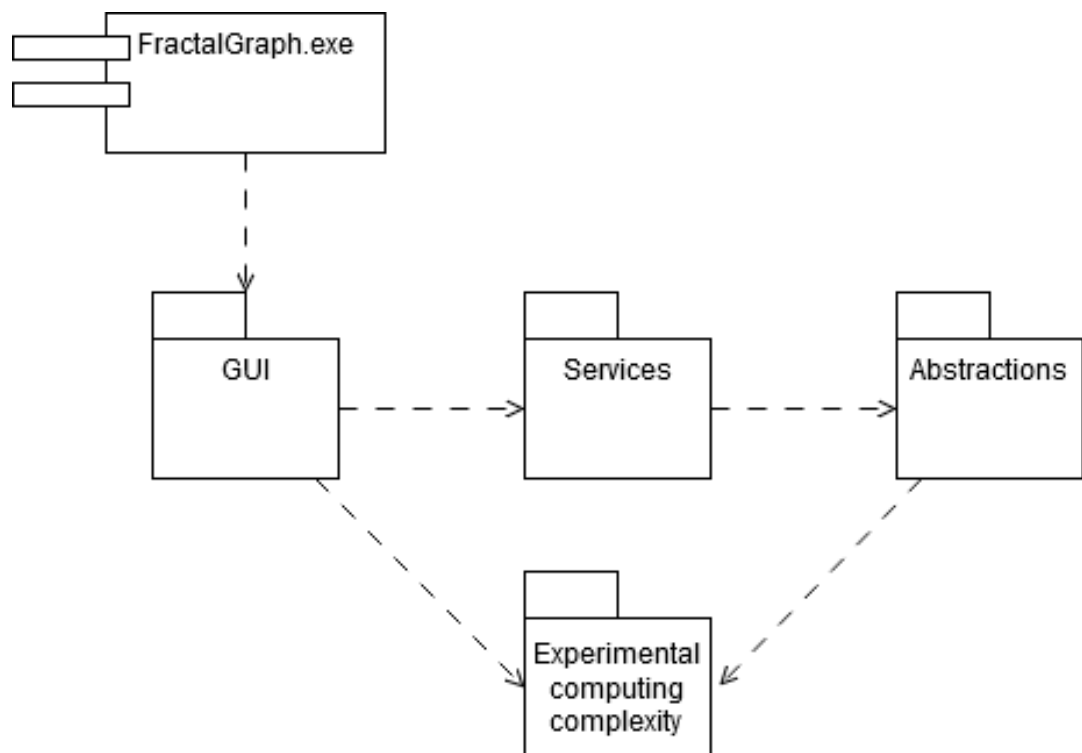 FractalGraph.exe
GUI
Services
Abstractions
Experimental
computing
complexity